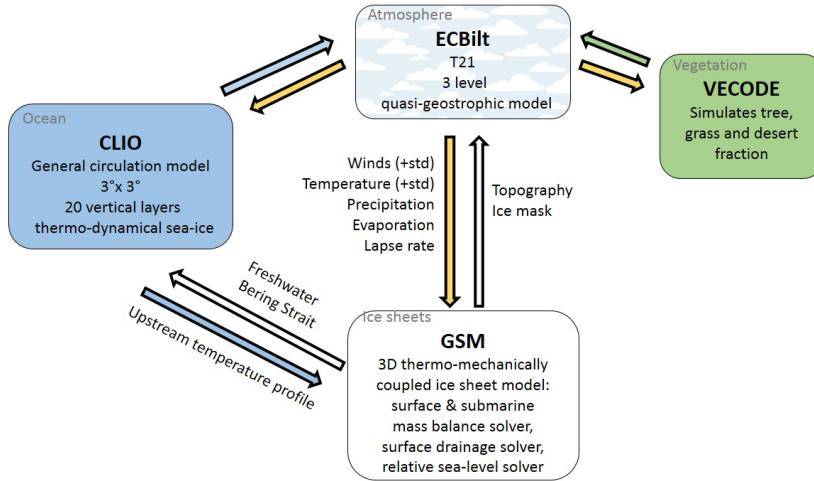 Atmosphere
ECBilt
T21
3 level
quasi-geostrophic model
Vegetation
VECODE
Simulates tree,
grass and desert
fraction
Ocean
CLIO
General circulation model
3°x 3°
20 vertical layers
thermo-dynamical sea-ice
Winds (+std)
Temperature (+std)
Precipitation
Evaporation
Lapse rate
Topography
Ice mask
Freshwater
Bering Strait
Upstream temperature profile
Ice sheets
GSM
3D thermo-mechanically
coupled ice sheet model:
surface & submarine
mass balance solver,
surface drainage solver,
relative sea-level solver